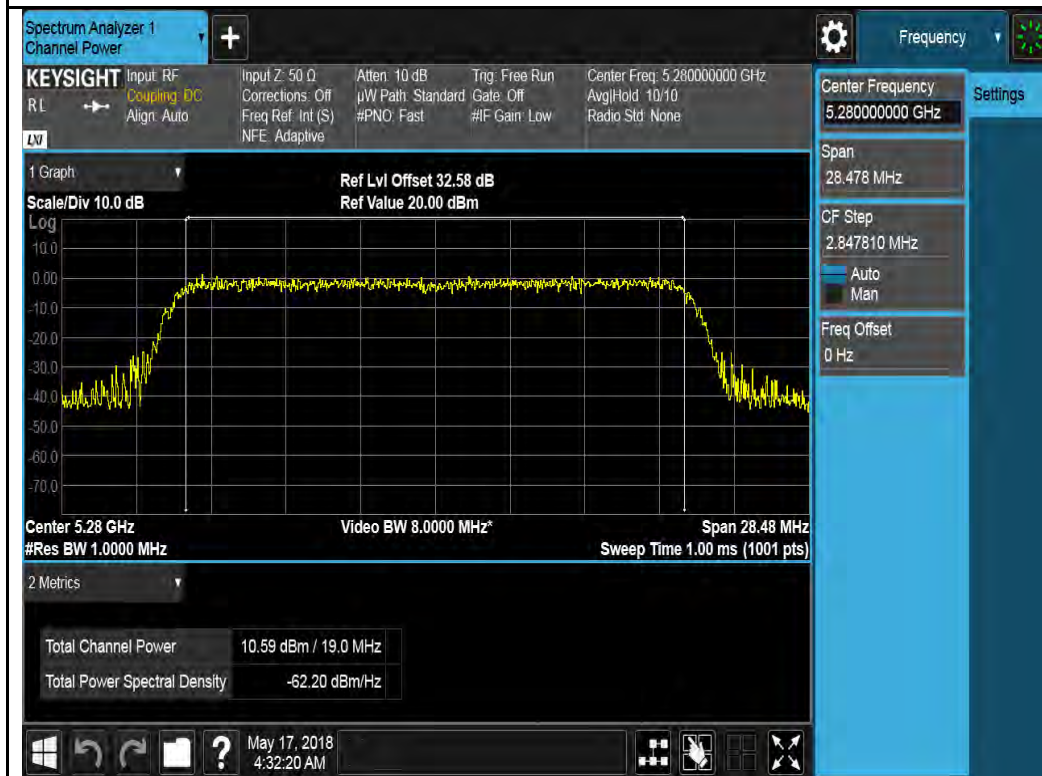 Spectrum Analyzer 1
Channel Power
+
Frequency
KEYSIGHT
R L
LXI
Input: RF
Coupling: DC
Align: Auto
Input Z: 50 Ω
Corrections: Off
Freq Ref: Int (S)
NFE: Adaptive
Atten: 10 dB
µW Path: Standard
#PNO: Fast
Trig: Free Run
Gate: Off
#IF Gain: Low
Center Freq: 5.280000000 GHz
Avg|Hold: 10/10
Radio Std: None
Center Frequency
5.280000000 GHz
Settings
Span
28.478 MHz
CF Step
2.847810 MHz
Auto
Man
Freq Offset
0 Hz
1 Graph
Scale/Div 10.0 dB
Ref Lvl Offset 32.58 dB
Ref Value 20.00 dBm
Log
10.0
0.00
-10.0
-20.0
-30.0
-40.0
-50.0
-60.0
-70.0
Center 5.28 GHz
#Res BW 1.0000 MHz
Video BW 8.0000 MHz*
Span 28.48 MHz
Sweep Time 1.00 ms (1001 pts)
2 Metrics
Total Channel Power 10.59 dBm / 19.0 MHz
Total Power Spectral Density -62.20 dBm/Hz
?
May 17, 2018
4:32:20 AM